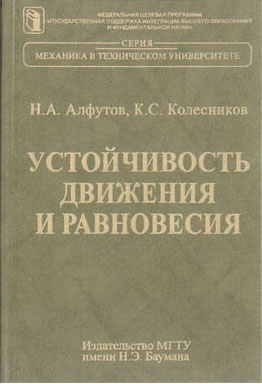 ФЕДЕРАЛЬНАЯ ЦЕЛЕВАЯ ПРОГРАММА
«ГОСУДАРСТВЕННАЯ ПОДДЕРЖКА ИНТЕГРАЦИИ ВЫСШЕГО ОБРАЗОВАНИЯ
И ФУНДАМЕНТАЛЬНОЙ НАУКИ»
СЕРИЯ
МЕХАНИКА В ТЕХНИЧЕСКОМ УНИВЕРСИТЕТЕ
Н.А. Алфутов, К.С. Колесников
УСТОЙЧИВОСТЬ
ДВИЖЕНИЯ
И РАВНОВЕСИЯ
Издательство МГТУ
имени Н.Э. Баумана